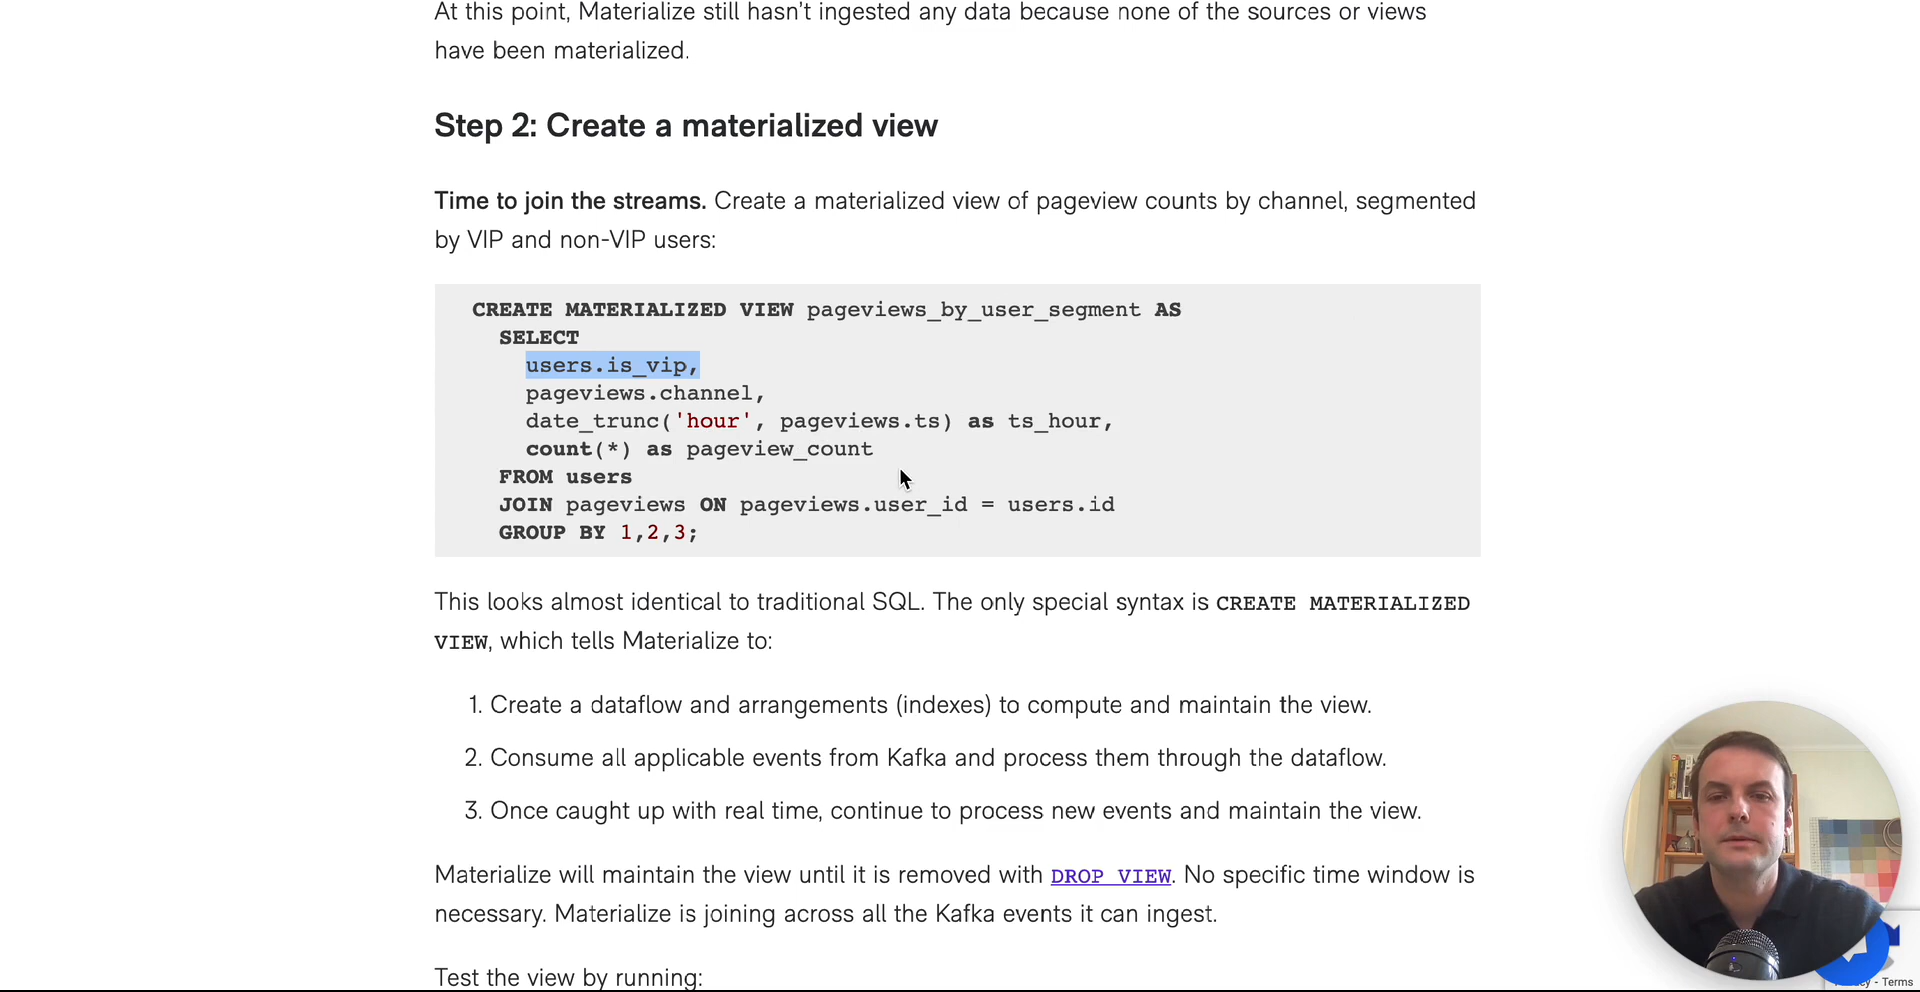 At this point, Materialize still hasn’t ingested any data because none of the sources or views
have been materialized.
Step 2: Create a materialized view
Time to join the streams. Create a materialized view of pageview counts by channel, segmented
by VIP and non-VIP users:
CREATE MATERIALIZED VIEW pageviews_by_user_segment AS
SELECT
users.is_vip,
pageviews.channel,
date_trunc('hour', pageviews.ts) as ts_hour,
count(*) as pageview_count
FROM users
JOIN pageviews ON pageviews.user_id = users.id
GROUP BY 1,2,3;
This looks almost identical to traditional SQL. The only special syntax is CREATE MATERIALIZED
VIEW, which tells Materialize to:
1. Create a dataflow and arrangements (indexes) to compute and maintain the view.
2. Consume all applicable events from Kafka and process them through the dataflow.
3. Once caught up with real time, continue to process new events and maintain the view.
Materialize will maintain the view until it is removed with DROP VIEW. No specific time window is
necessary. Materialize is joining across all the Kafka events it can ingest.
Test the view by running:
- Terms